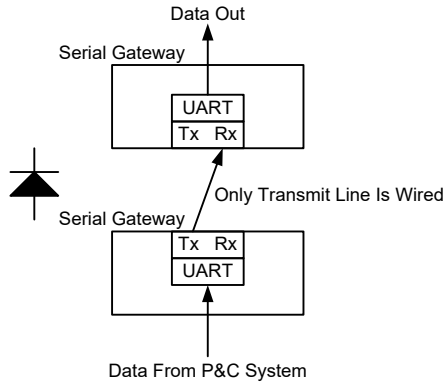 Data Out
Serial Gateway
UART
Tx Rx
Only Transmit Line Is Wired
Serial Gateway
Tx Rx
UART
Data From P&C System